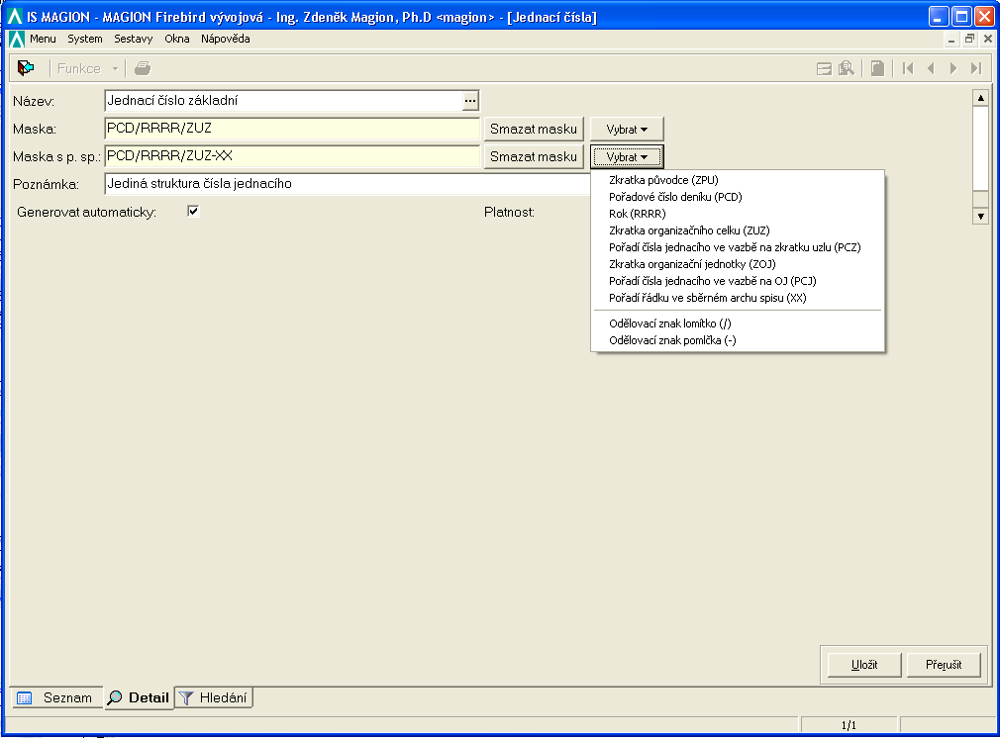 IS MAGION - MAGION Firebird vývojová - Ing. Zdeněk Magion, Ph.D <magion> - [Jednací čísla]
Menu System Sestavy Okna Nápověda
Funkce
Název: Jednací číslo základní ...
Maska: PCD/RRRR/ZUZ Smazat masku Vybrat
Maska s p. sp.: PCD/RRRR/ZUZ-XX Smazat masku Vybrat
Poznámka: Jediná struktura čísla jednacího
Generovat automaticky: Platnost:
Zkratka původce (ZPU)
Pořadové číslo deníku (PCD)
Rok (RRRR)
Zkratka organizačního celku (ZUZ)
Pořadí čísla jednacího ve vazbě na zkratku uzlu (PCZ)
Zkratka organizační jednotky (ZOJ)
Pořadí čísla jednacího ve vazbě na OJ (PCJ)
Pořadí řádku ve sběrném archu spisu (XX)
Odělovací znak lomítko (/)
Odělovací znak pomlčka (-)
Uložit Přerušit
Seznam Detail Hledání
1/1